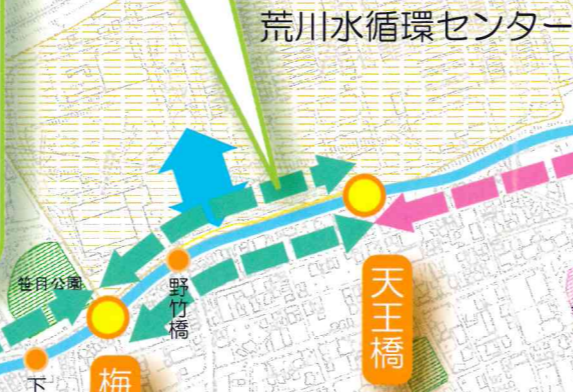 荒川水循環センター
笹目公園
野竹橋
天王橋
梅
下